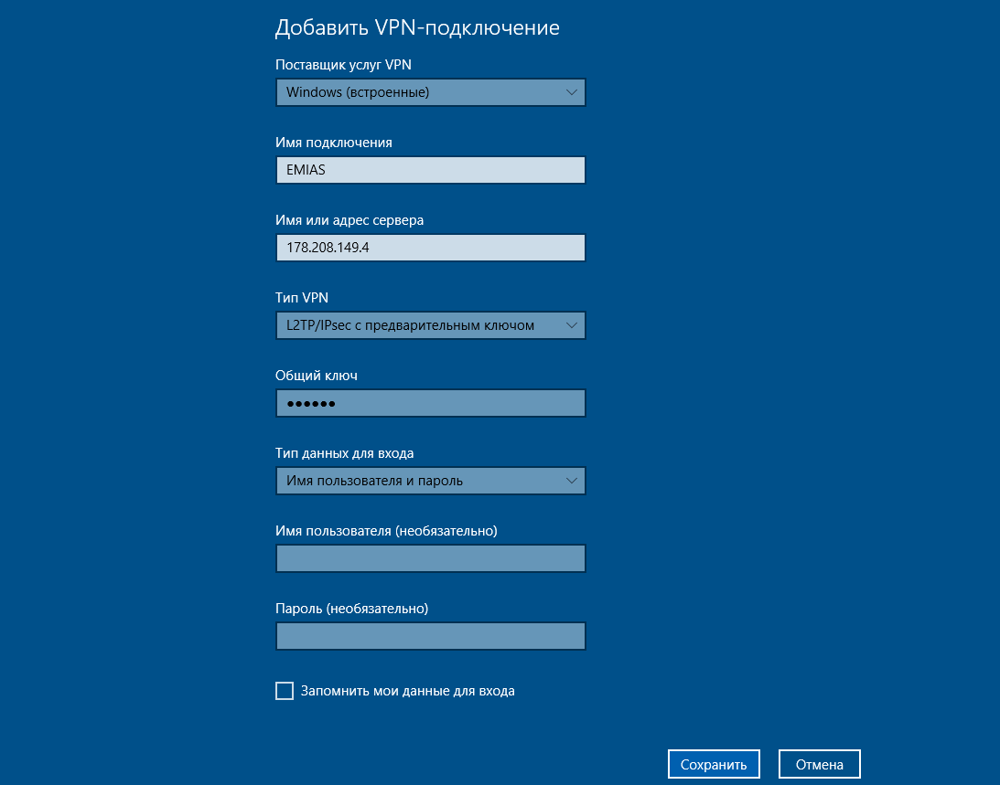 Добавить VPN-подключение
Поставщик услуг VPN
Windows (встроенные)
Имя подключения
EMIAS
Имя или адрес сервера
178.208.149.4
Тип VPN
L2TP/IPsec с предварительным ключом
Общий ключ
••••••
Тип данных для входа
Имя пользователя и пароль
Имя пользователя (необязательно)
Пароль (необязательно)
Запомнить мои данные для входа
Сохранить Отмена